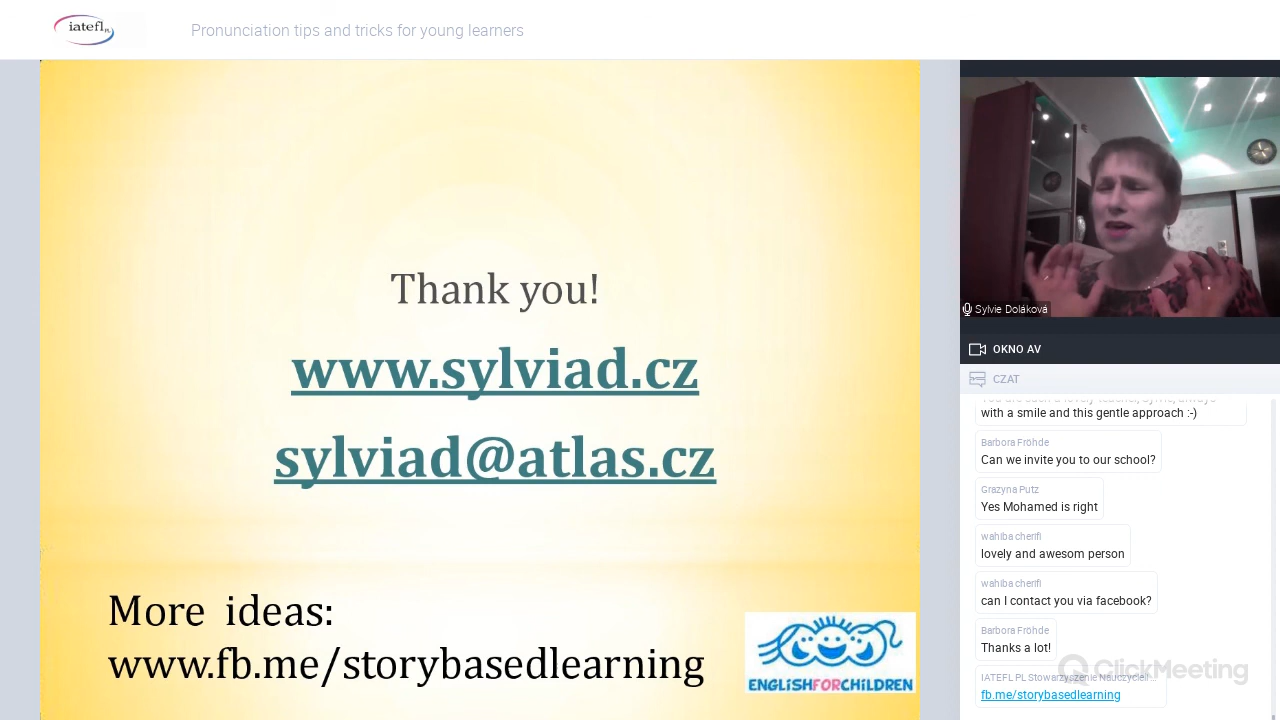 iatefl PL
Pronunciation tips and tricks for young learners
Thank you!
www.sylviad.cz
sylviad@atlas.cz
More ideas:
www.fb.me/storybasedlearning
ENGLISHFORCHILDREN
Sylvie Doláková
OKNO AV
CZAT
with a smile and this gentle approach :-)
Barbora Fröhde
Can we invite you to our school?
Grazyna Putz
Yes Mohamed is right
wahiba cherifi
lovely and awesom person
wahiba cherifi
can I contact you via facebook?
Barbora Fröhde
Thanks a lot!
ClickMeeting
IATEFL PL Stowarzyszenie Nauczycieli ...
fb.me/storybasedlearning